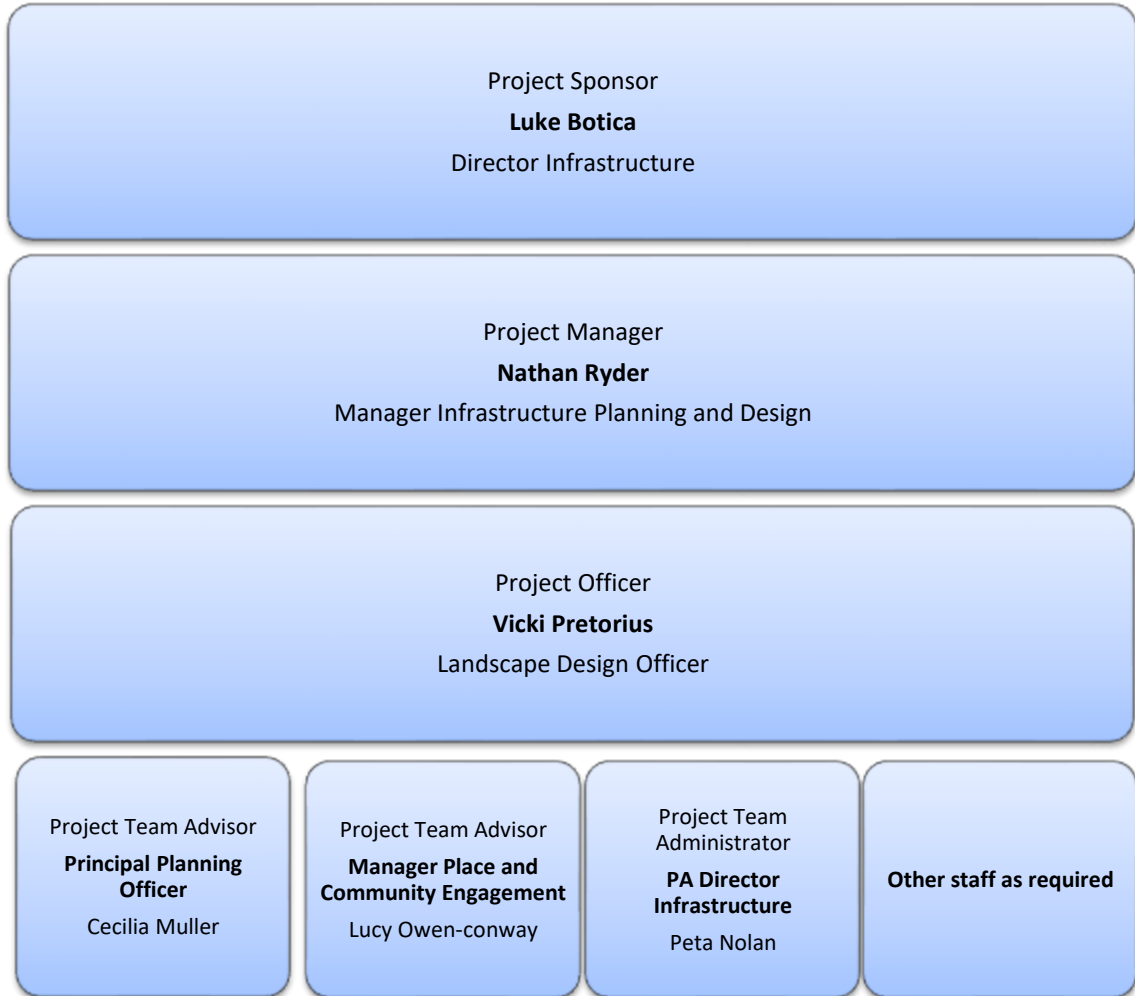 Project Sponsor
Luke Botica
Director Infrastructure
Project Manager
Nathan Ryder
Manager Infrastructure Planning and Design
Project Officer
Vicki Pretorius
Landscape Design Officer
Project Team Advisor
Principal Planning
Officer
Cecilia Muller
Project Team Advisor
Manager Place and
Community Engagement
Lucy Owen-conway
Project Team
Administrator
PA Director
Infrastructure
Peta Nolan
Other staff as required